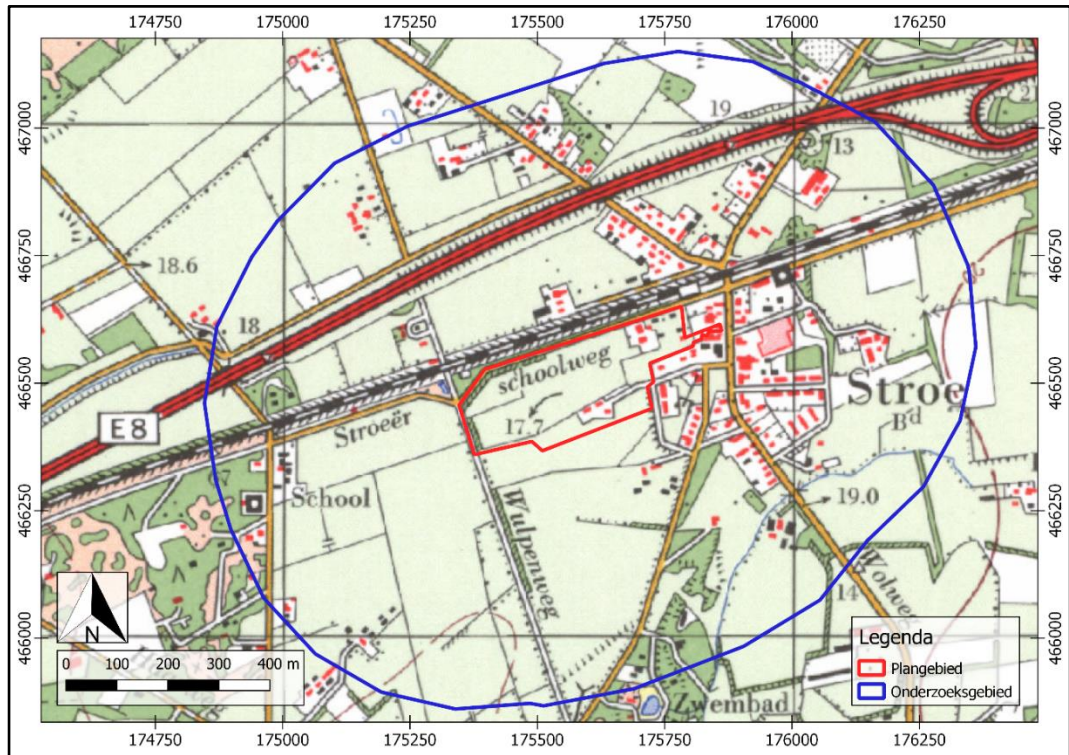 174750 175000 175250 175500 175750 176000 176250
467000 467000
466750 466750
466500 466500
466250 466250
466000 466000
19
13
18.6
18
E8
schoolweg
Stroeër
17.7
Stroe
Bd
School
19.0
Wulpenweg
Wolweg
14
Zwembad
N
0 100 200 300 400 m
Legenda
Plangebied
Onderzoeksgebied
174750 175000 175250 175500 175750 176000 176250